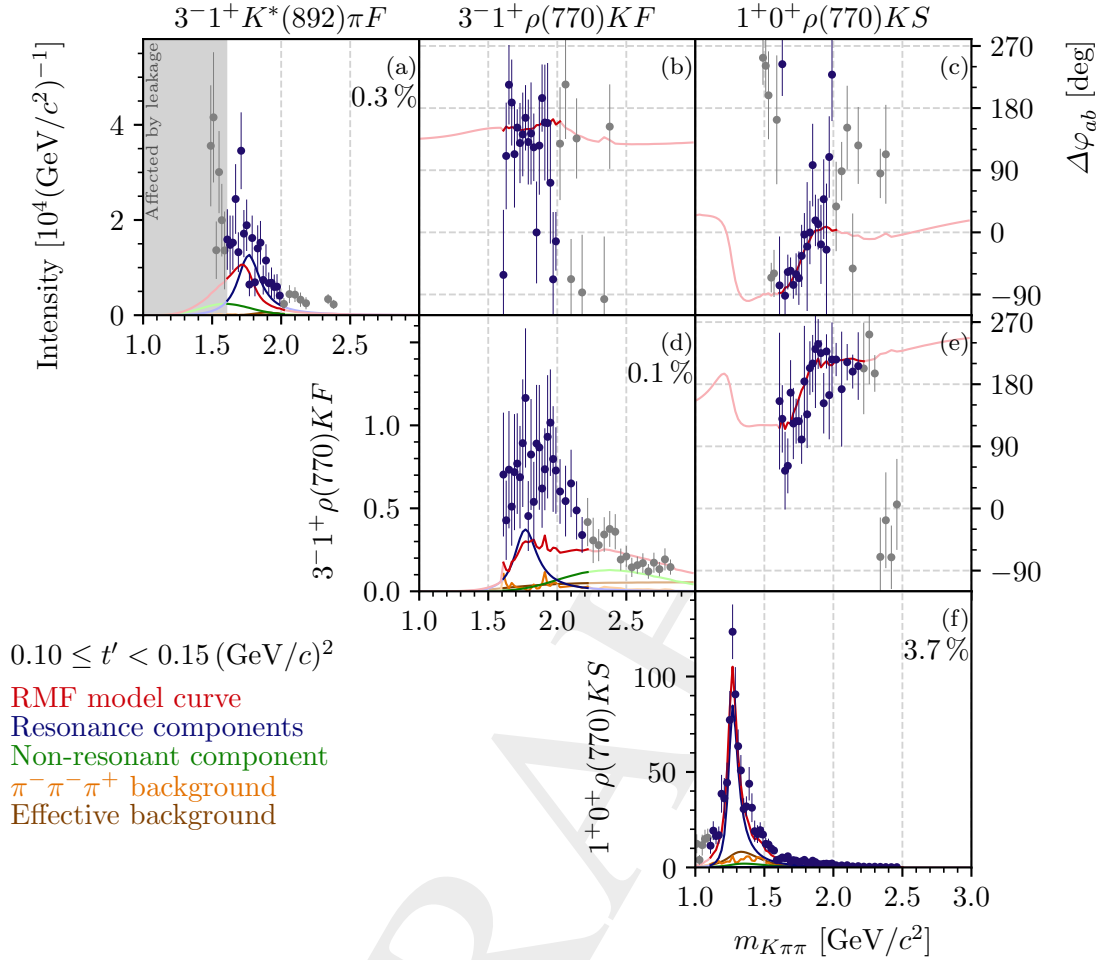 3⁻1⁺K*(892)πF
3⁻1⁺ρ(770)KF
1⁺0⁺ρ(770)KS
Intensity [10⁴(GeV/c²)⁻¹]
Affected by leakage
(a)
0.3 %
(b)
(c)
Δφ_ab [deg]
4
2
0
270
180
90
0
−90
1.0 1.5 2.0 2.5
3⁻1⁺ρ(770)KF
(d)
0.1 %
(e)
1.0
0.5
0.0
270
180
90
0
−90
1.0 1.5 2.0 2.5
1⁺0⁺ρ(770)KS
(f)
3.7 %
100
50
0
1.0 1.5 2.0 2.5 3.0
m_Kππ [GeV/c²]
0.10 ≤ t′ < 0.15 (GeV/c)²
RMF model curve
Resonance components
Non-resonant component
π⁻π⁻π⁺ background
Effective background
RAF